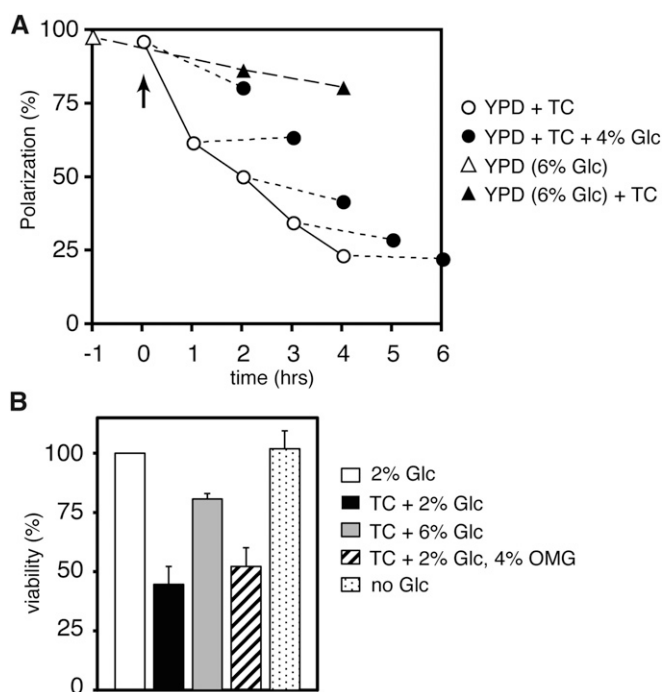 A
100
75
50
25
0
Polarization (%)
-1 0 1 2 3 4 5 6
time (hrs)
YPD + TC
YPD + TC + 4% Glc
YPD (6% Glc)
YPD (6% Glc) + TC
B
100
75
50
25
0
viability (%)
2% Glc
TC + 2% Glc
TC + 6% Glc
TC + 2% Glc, 4% OMG
no Glc